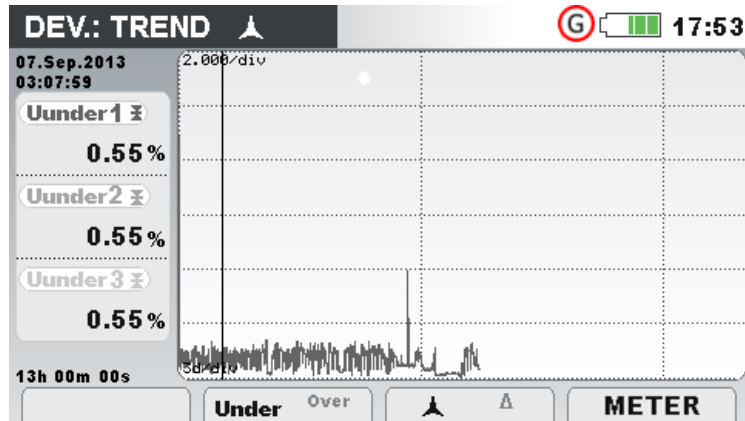 DEV.: TREND
G
17:53
07.Sep.2013
03:07:59
2.000/div
Uunder1
0.55%
Uunder2
0.55%
Uunder3
0.55%
3d/div
13h 00m 00s
Under Over
Δ
METER